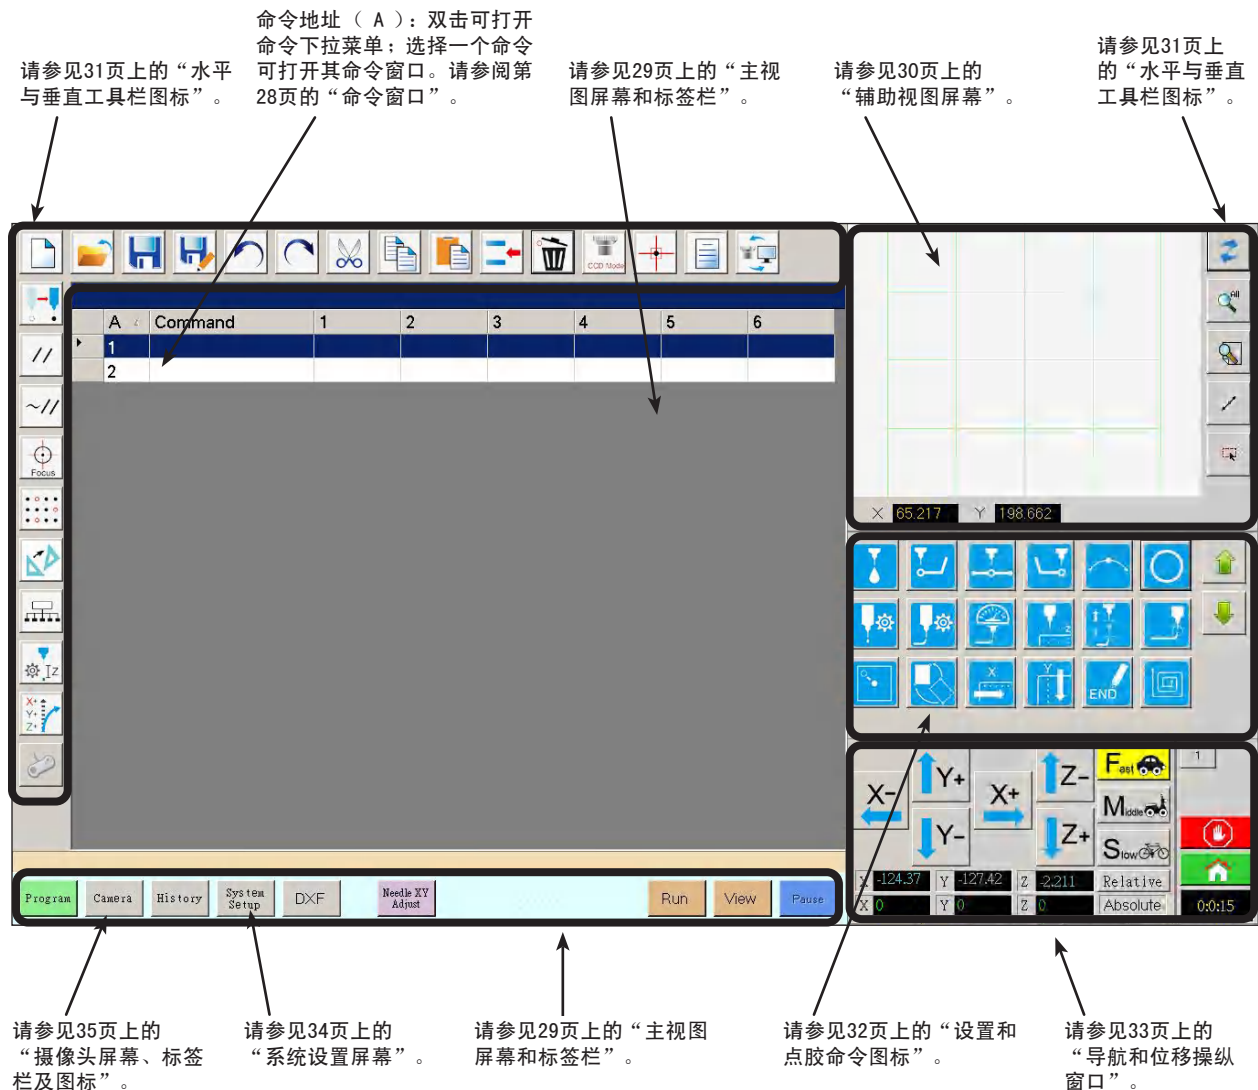 命令地址（ A ）：双击可打开
命令下拉菜单；选择一个命令
可打开其命令窗口。请参阅第
28页的“命令窗口”。
请参见31页上的“水平
与垂直工具栏图标”。
请参见29页上的“主视
图屏幕和标签栏”。
请参见30页上的
“辅助视图屏幕”。
请参见31页上
的“水平与垂直
工具栏图标”。
CCD Mode
All
A Command 1 2 3 4 5 6
1
2
Focus
Z
X+
Y+
Z+
X 65.217 Y 198.662
z
X
Y
END
X- Y+ X+ Z- Fast 1
Y- Z+ Middle
Slow
X -124.37 Y -127.42 Z -2.211 Relative
X 0 Y 0 Z 0 Absolute 0:0:15
Program Camera History System Setup DXF Needle XY Adjust Run View Pause
请参见35页上的
“摄像头屏幕、标签
栏及图标”。
请参见34页上的
“系统设置屏幕”。
请参见29页上的“主视图
屏幕和标签栏”。
请参见32页上的“设置和
点胶命令图标”。
请参见33页上的
“导航和位移操纵
窗口”。